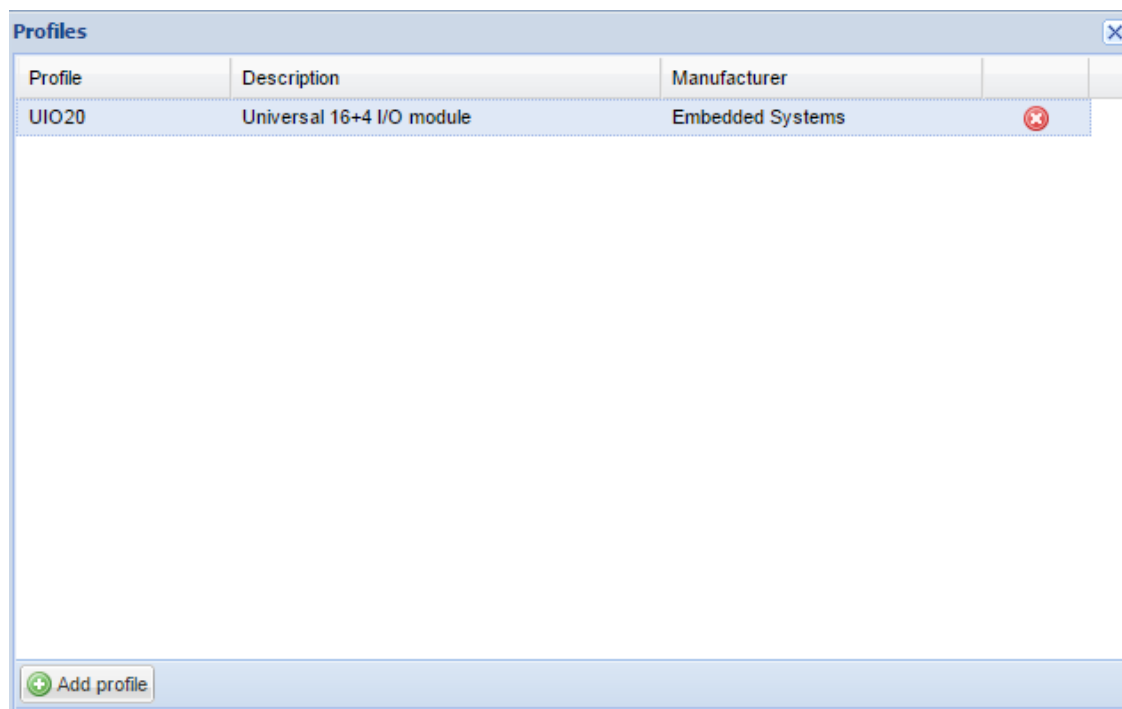 Profiles
Profile Description Manufacturer
UIO20 Universal 16+4 I/O module Embedded Systems
Add profile